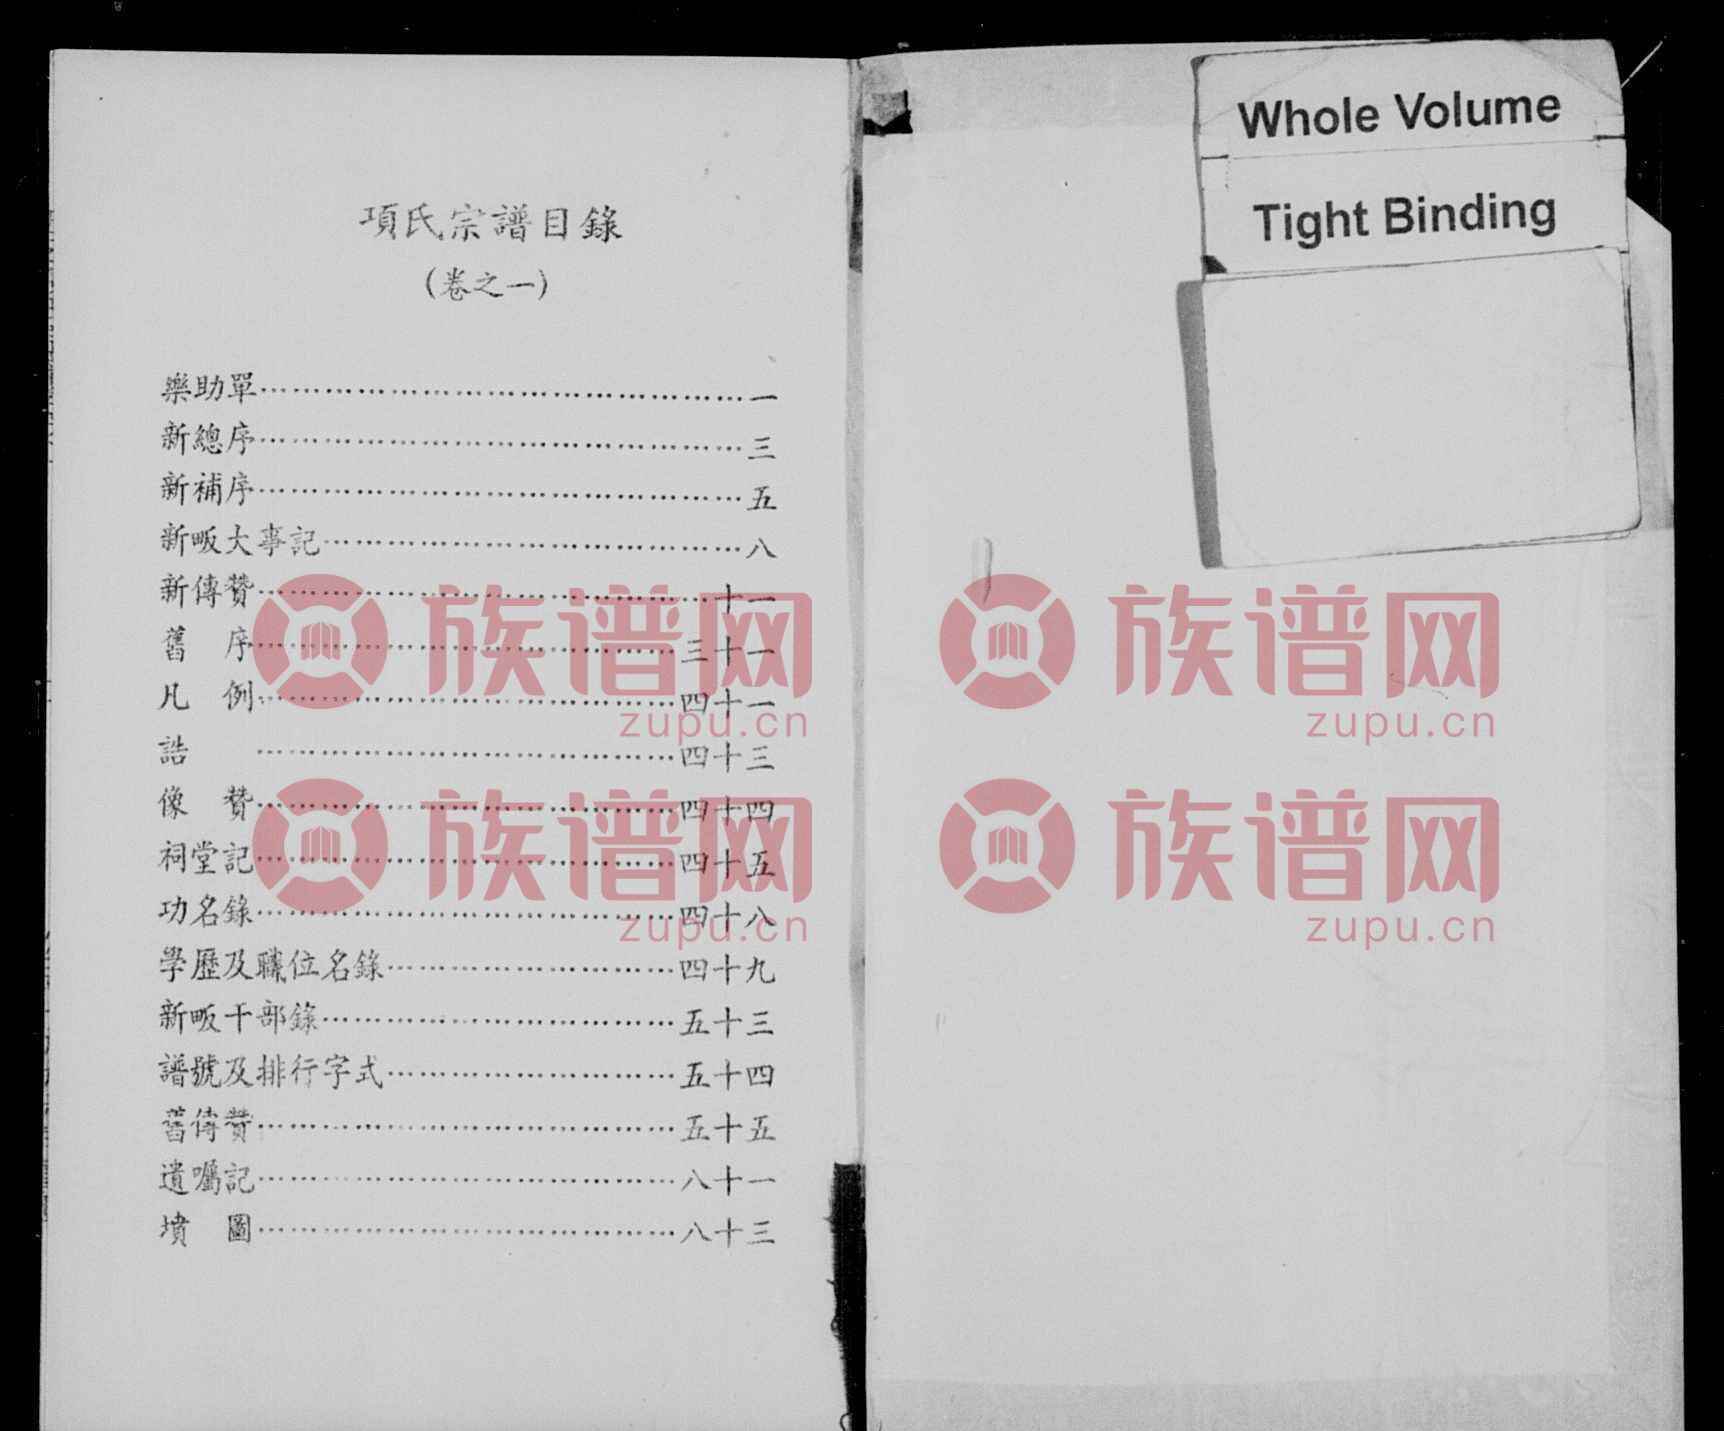 項氏宗譜目錄
(卷之一)
樂助單……………………………………一
新總序……………………………………三
新補序……………………………………五
新畈大事記………………………………八
新傳贊…………………………………十一
舊　序………………………………三十一
凡　例………………………………四十一
誥　　………………………………四十三
像　贊………………………………四十四
祠堂記………………………………四十五
功名錄………………………………四十八
學歷及職位名錄……………………四十九
新畈干部錄…………………………五十三
譜號及排行字式……………………五十四
舊傳贊………………………………五十五
遺囑記………………………………八十一
墳　圖………………………………八十三
Whole Volume
Tight Binding
族谱网
zupu.cn
族谱网
zupu.cn
族谱网
zupu.cn
族谱网
zupu.cn